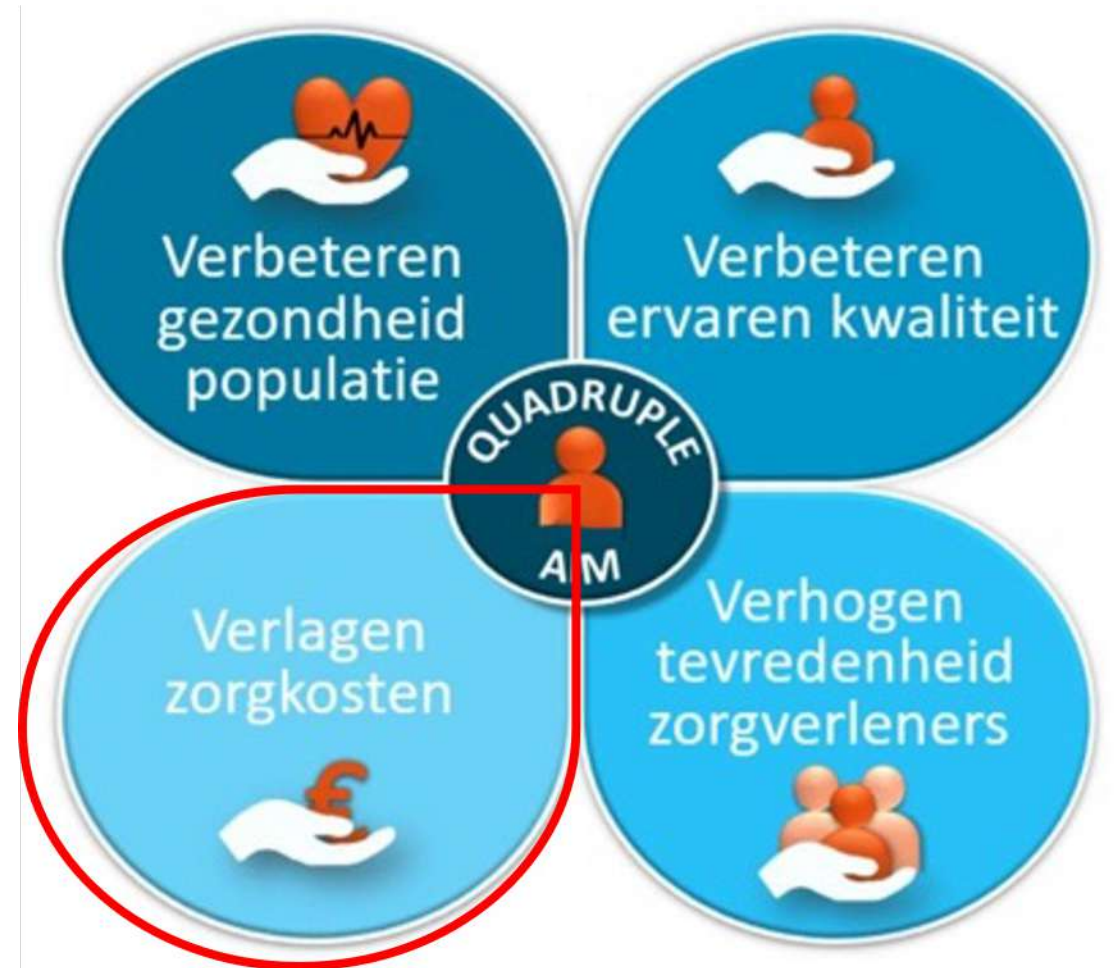 Verbeteren
gezondheid
populatie
Verbeteren
ervaren kwaliteit
QUADRUPLE
AIM
Verlagen
zorgkosten
€
Verhogen
tevredenheid
zorgverleners